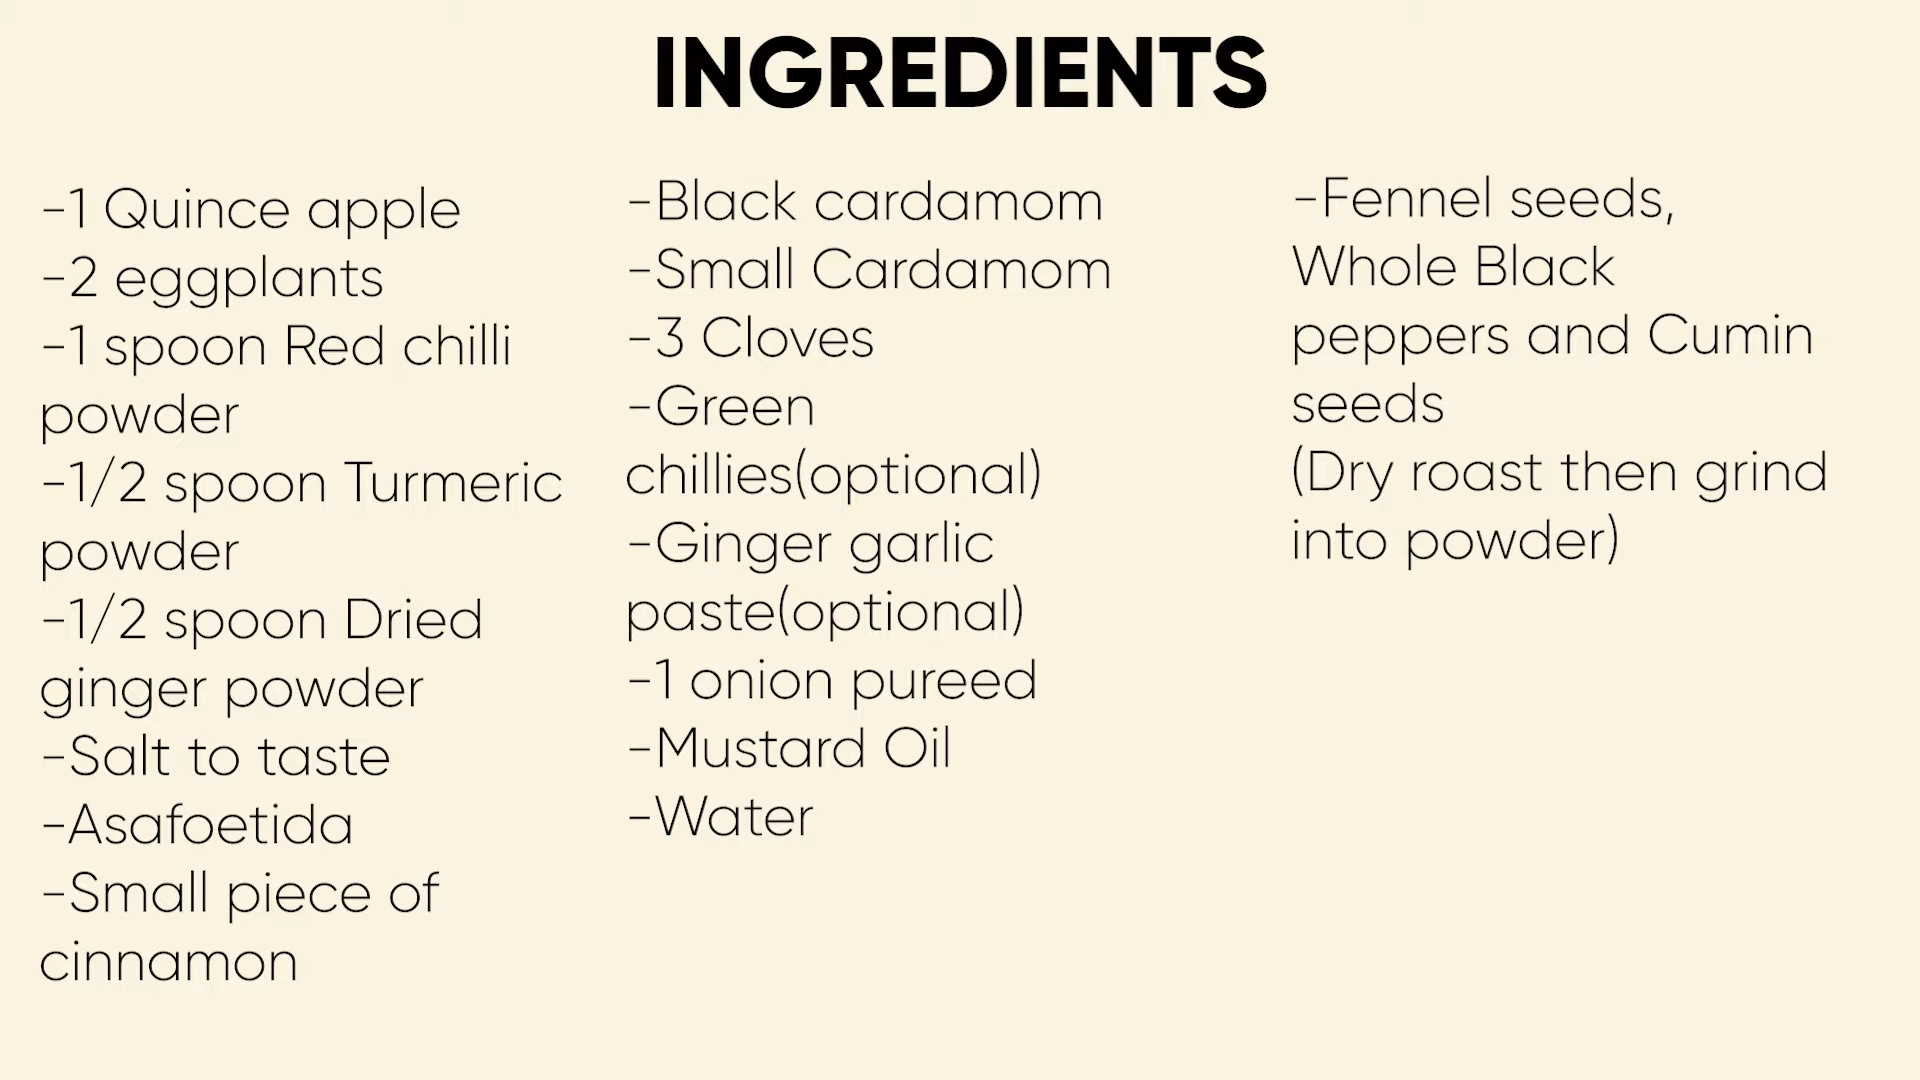 INGREDIENTS
-1 Quince apple
-2 eggplants
-1 spoon Red chilli
powder
-1/2 spoon Turmeric
powder
-1/2 spoon Dried
ginger powder
-Salt to taste
-Asafoetida
-Small piece of
cinnamon
-Black cardamom
-Small Cardamom
-3 Cloves
-Green
chillies(optional)
-Ginger garlic
paste(optional)
-1 onion pureed
-Mustard Oil
-Water
-Fennel seeds,
Whole Black
peppers and Cumin
seeds
(Dry roast then grind
into powder)